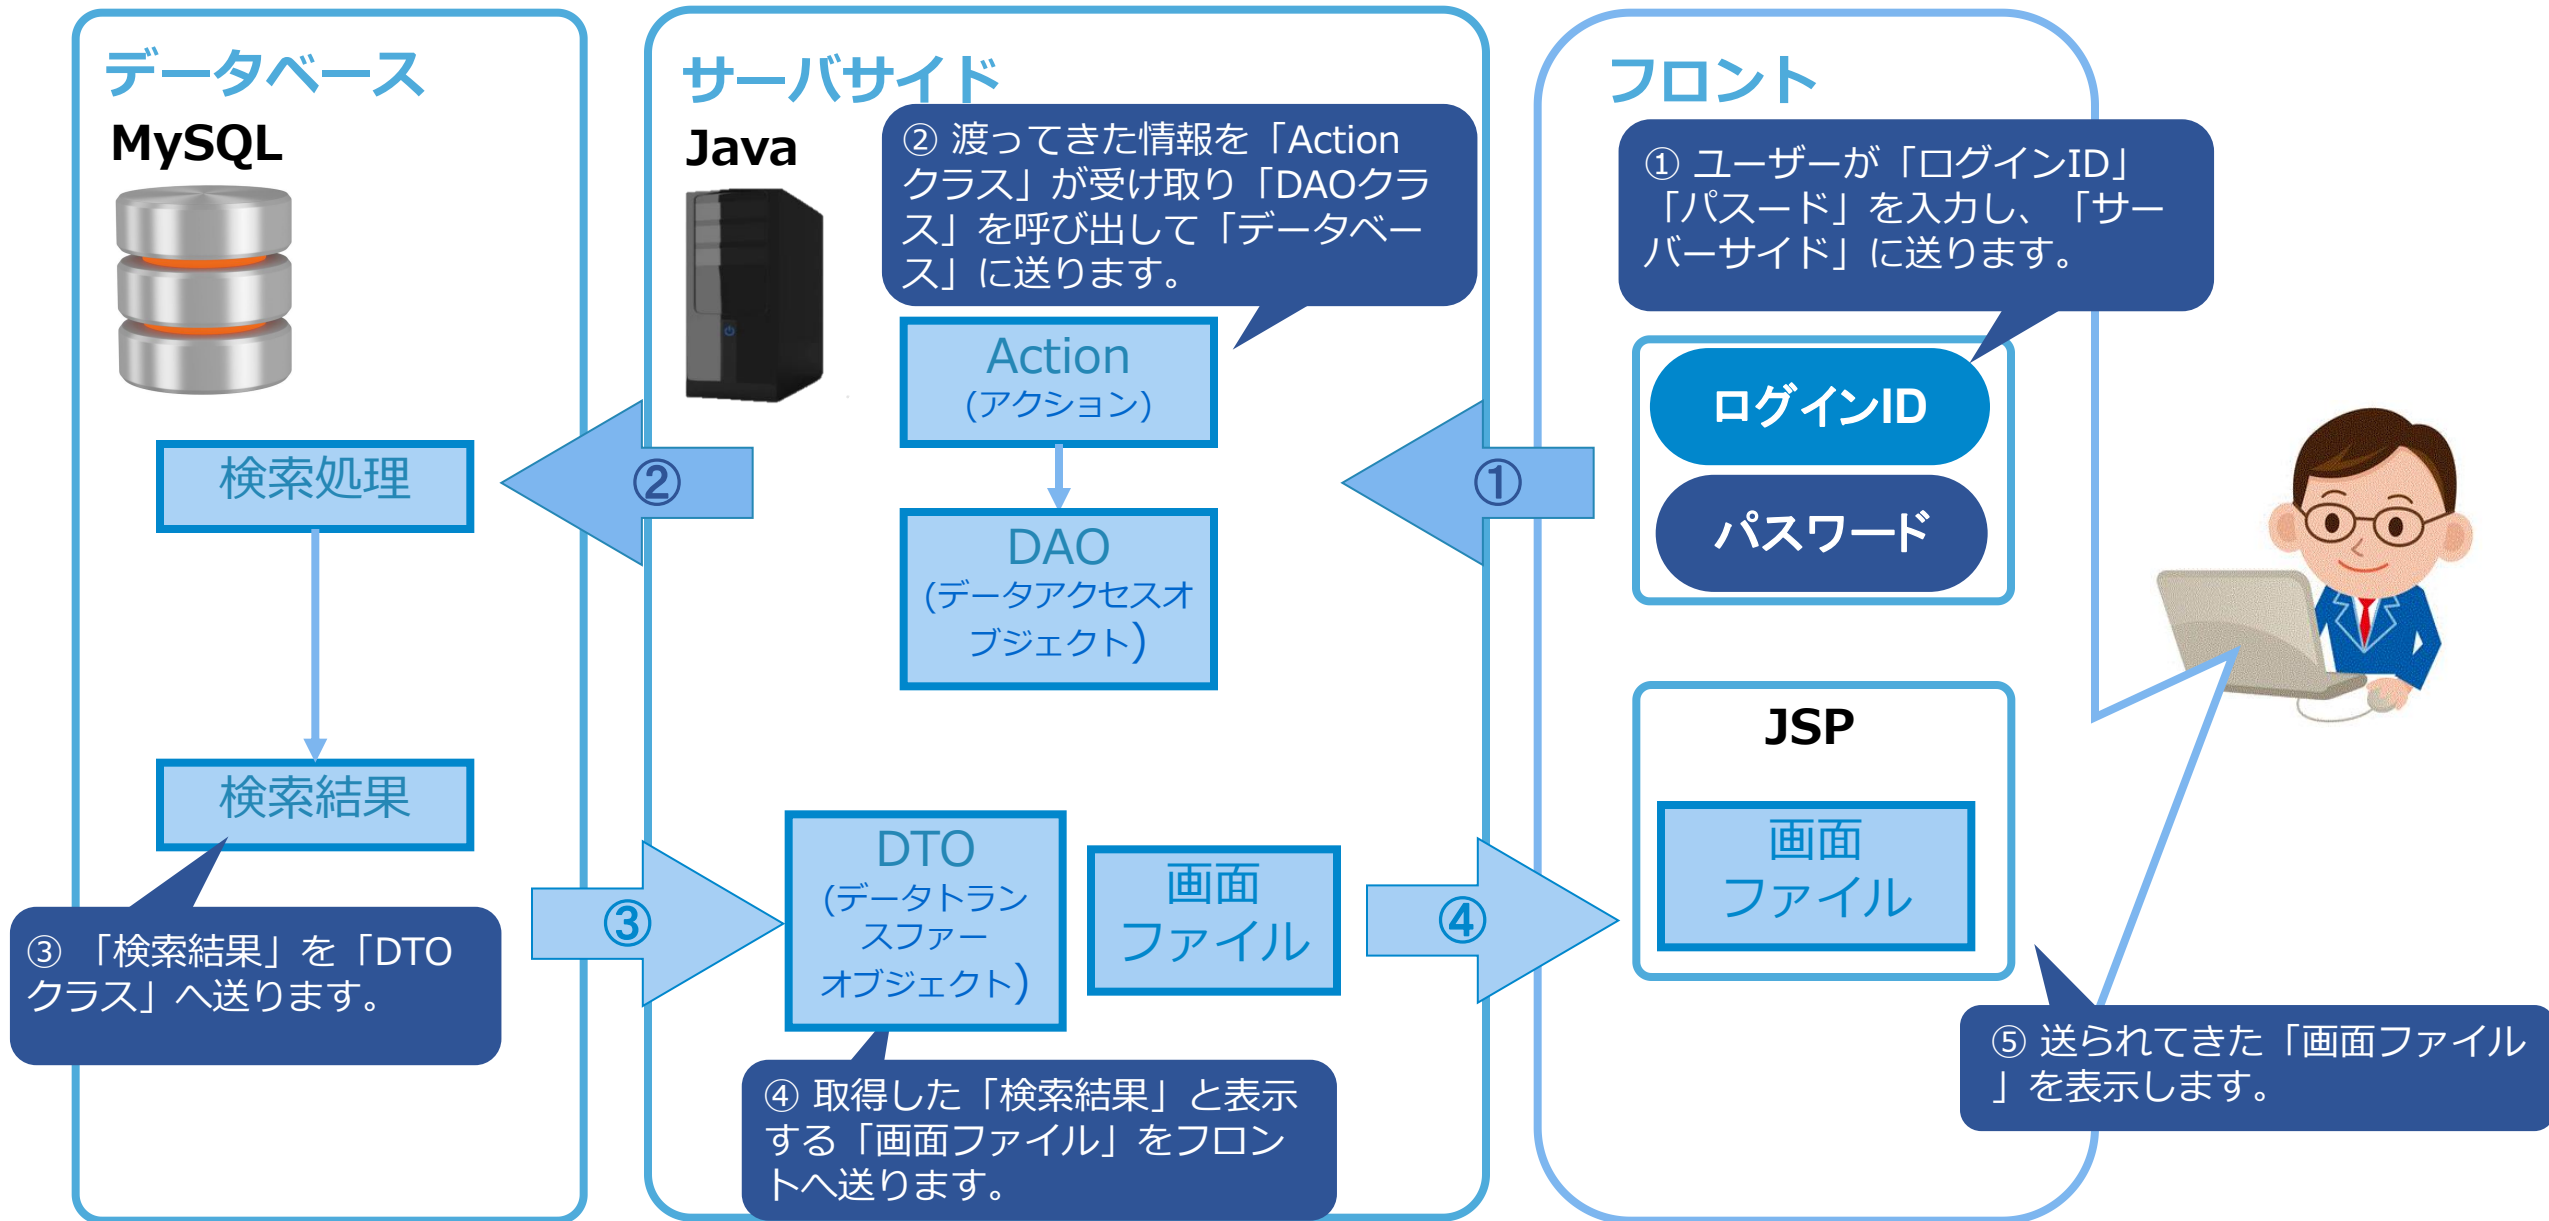 データベース
MySQL
検索処理
検索結果
③ 「検索結果」を「DTO
クラス」へ送ります。
サーバサイド
Java
② 渡ってきた情報を「Action
クラス」が受け取り「DAOクラ
ス」を呼び出して「データベー
ス」に送ります。
Action
(アクション)
DAO
(データアクセスオ
ブジェクト)
②
①
③
DTO
(データトラン
スファー
オブジェクト)
画面
ファイル
④
④ 取得した「検索結果」と表示
する「画面ファイル」をフロン
トへ送ります。
フロント
① ユーザーが「ログインID」
「パスード」を入力し、「サー
バーサイド」に送ります。
ログインID
パスワード
JSP
画面
ファイル
⑤ 送られてきた「画面ファイル
」を表示します。